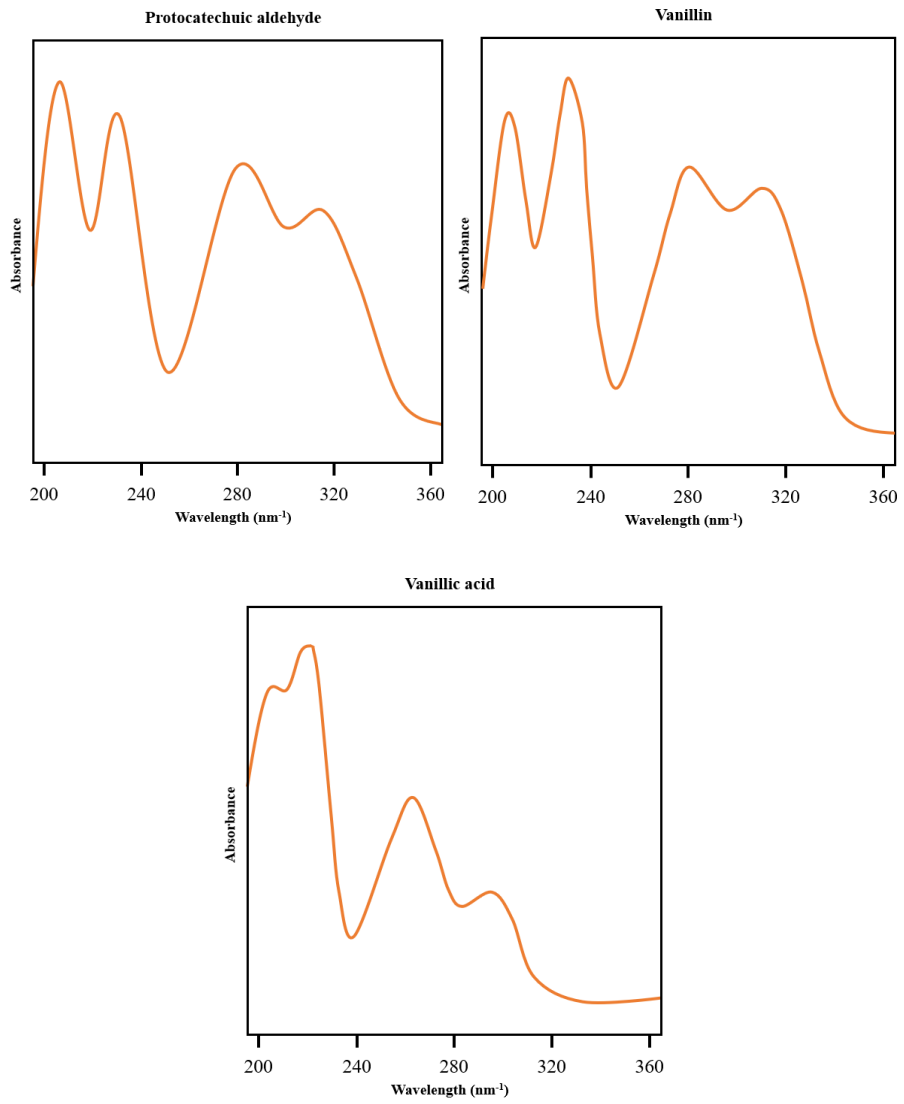 Protocatechuic aldehyde
Absorbance
200 240 280 320 360
Wavelength (nm⁻¹)
Vanillin
Absorbance
200 240 280 320 360
Wavelength (nm⁻¹)
Vanillic acid
Absorbance
200 240 280 320 360
Wavelength (nm⁻¹)